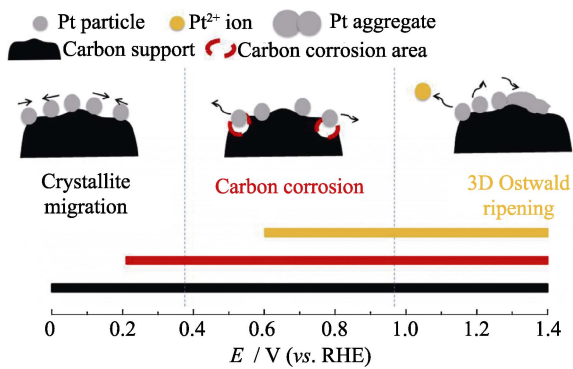 Pt particle Pt²⁺ ion Pt aggregate
Carbon support Carbon corrosion area
Crystallite
migration
Carbon corrosion
3D Ostwald
ripening
0 0.2 0.4 0.6 0.8 1.0 1.2 1.4
E / V (vs. RHE)